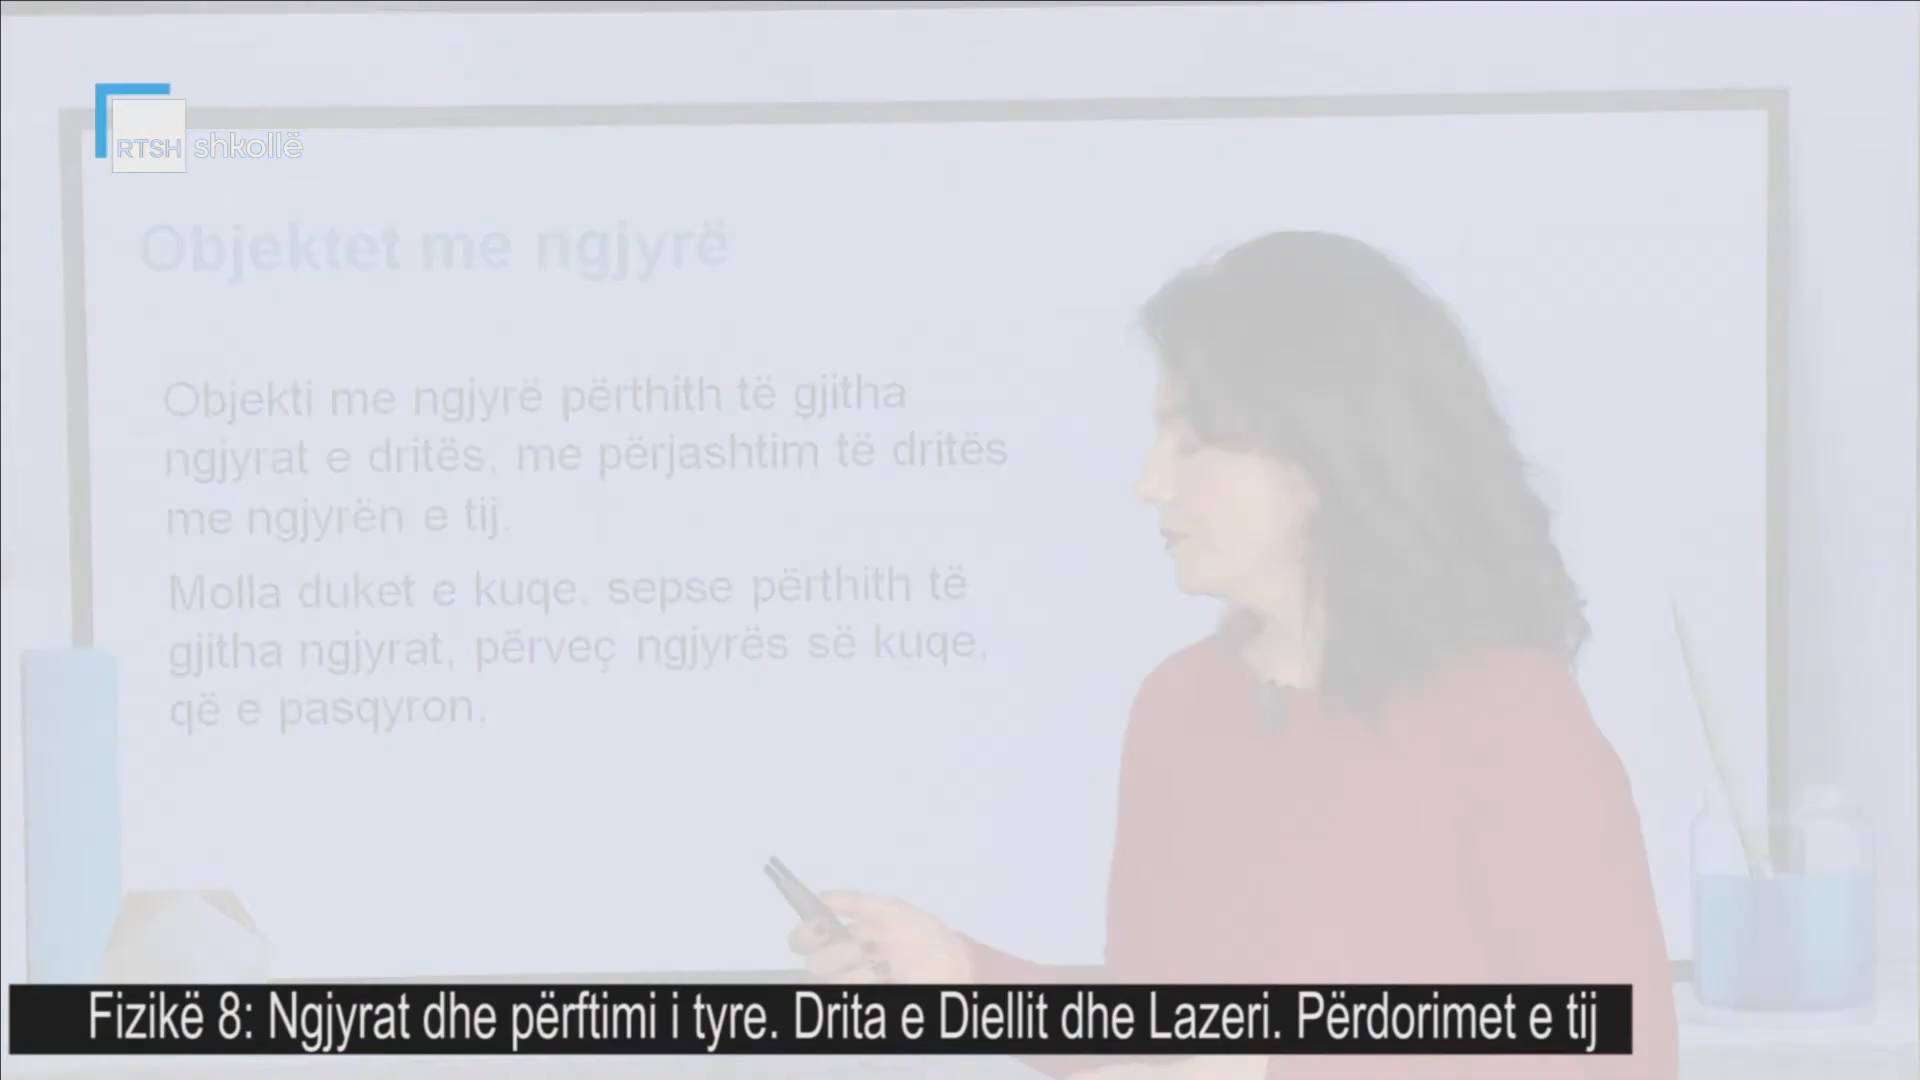 RTSH shkollë
Objektet me ngjyrë
Objekti me ngjyrë përthith të gjitha
ngjyrat e dritës, me përjashtim të dritës
me ngjyrën e tij.
Molla duket e kuqe, sepse përthith të
gjitha ngjyrat, përveç ngjyrës së kuqe,
që e pasqyron.
Fizikë 8: Ngjyrat dhe përftimi i tyre. Drita e Diellit dhe Lazeri. Përdorimet e tij